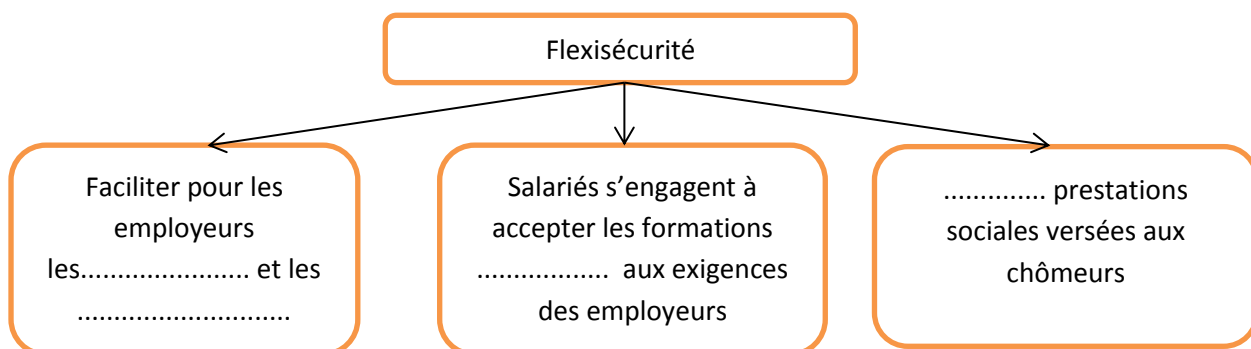 Flexisécurité
Faciliter pour les
employeurs
les...................... et les
............................
Salariés s’engagent à
accepter les formations
................. aux exigences
des employeurs
.............. prestations
sociales versées aux
chômeurs